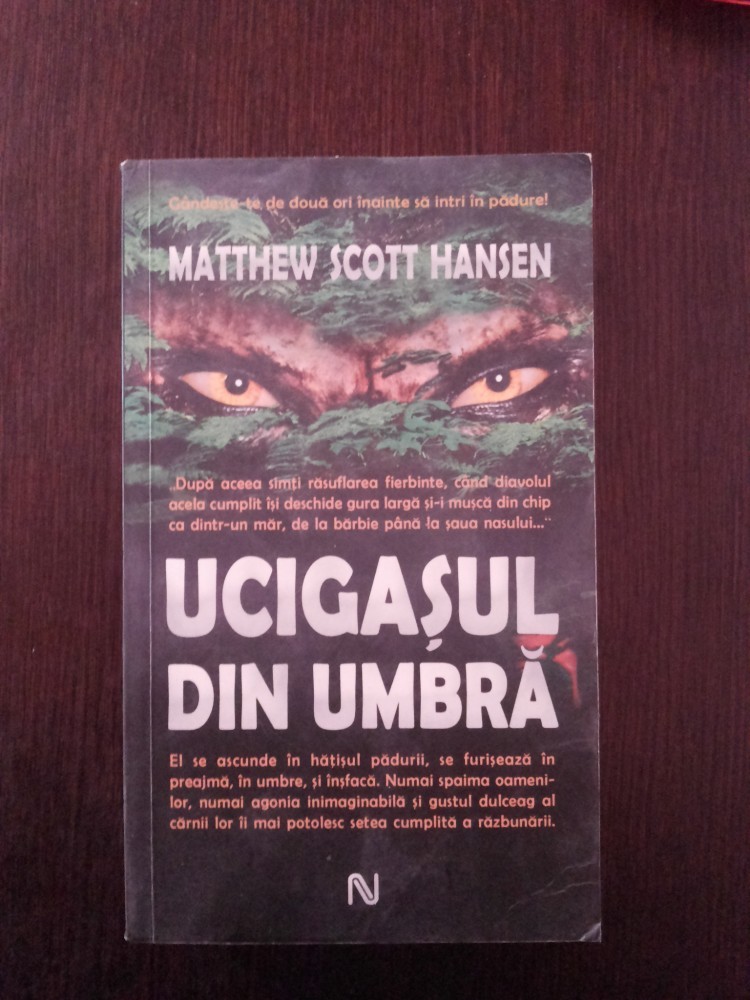 Gândește-te de două ori înainte să intri în pădure!
MATTHEW SCOTT HANSEN
„După aceea simți răsuflarea fierbinte, când diavolul
acela cumplit își deschide gura largă și-i mușcă din chip
ca dintr-un măr, de la bărbie până la șaua nasului...”
UCIGAȘUL
DIN UMBRĂ
El se ascunde în hățișul pădurii, se furișează în
preajmă, în umbre, și înșfacă. Numai spaima oameni-
lor, numai agonia inimaginabilă și gustul dulceag al
cărnii lor îi mai potolesc setea cumplită a răzbunării.
N